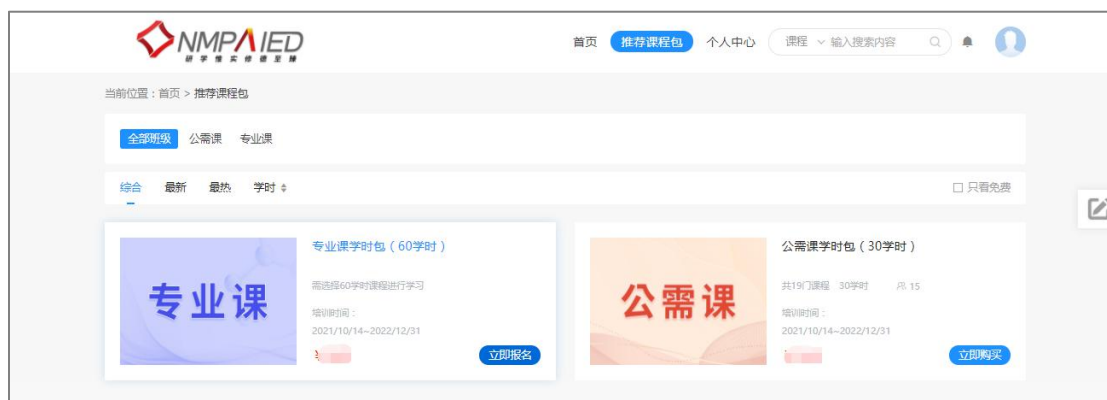 NMPAIED
研学惟实修德至臻
首页 推荐课程包 个人中心 课程 输入搜索内容
当前位置：首页 > 推荐课程包
全部班级 公需课 专业课
综合 最新 最热 学时 只看免费
专业课
专业课学时包（60学时）
需选择60学时课程进行学习
培训时间：
2021/10/14~2022/12/31
立即报名
公需课
公需课学时包（30学时）
共19门课程 30学时 15
培训时间：
2021/10/14~2022/12/31
立即购买